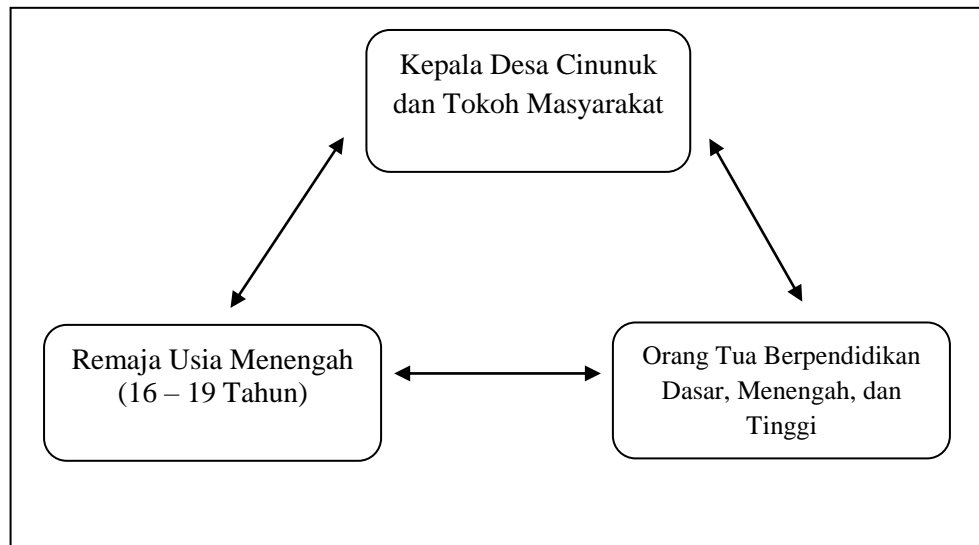 Kepala Desa Cinunuk
dan Tokoh Masyarakat
Remaja Usia Menengah
(16 – 19 Tahun)
Orang Tua Berpendidikan
Dasar, Menengah, dan
Tinggi